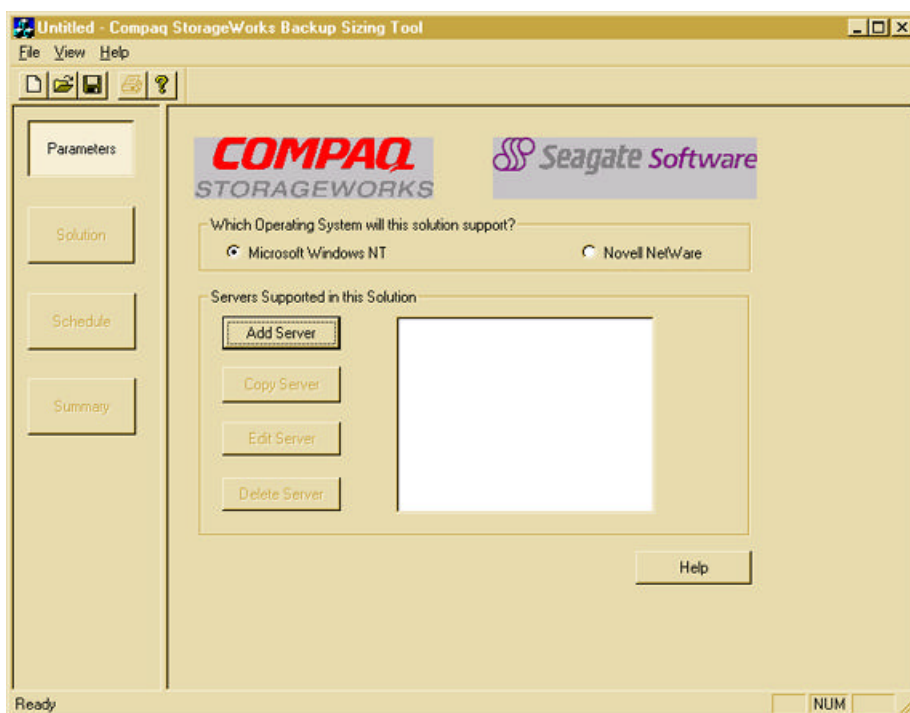 Untitled - Compaq StorageWorks Backup Sizing Tool
File View Help
Parameters
Solution
Schedule
Summary
COMPAQ
STORAGEWORKS
Seagate Software
Which Operating System will this solution support?
Microsoft Windows NT
Novell NetWare
Servers Supported in this Solution
Add Server
Copy Server
Edit Server
Delete Server
Help
Ready
NUM